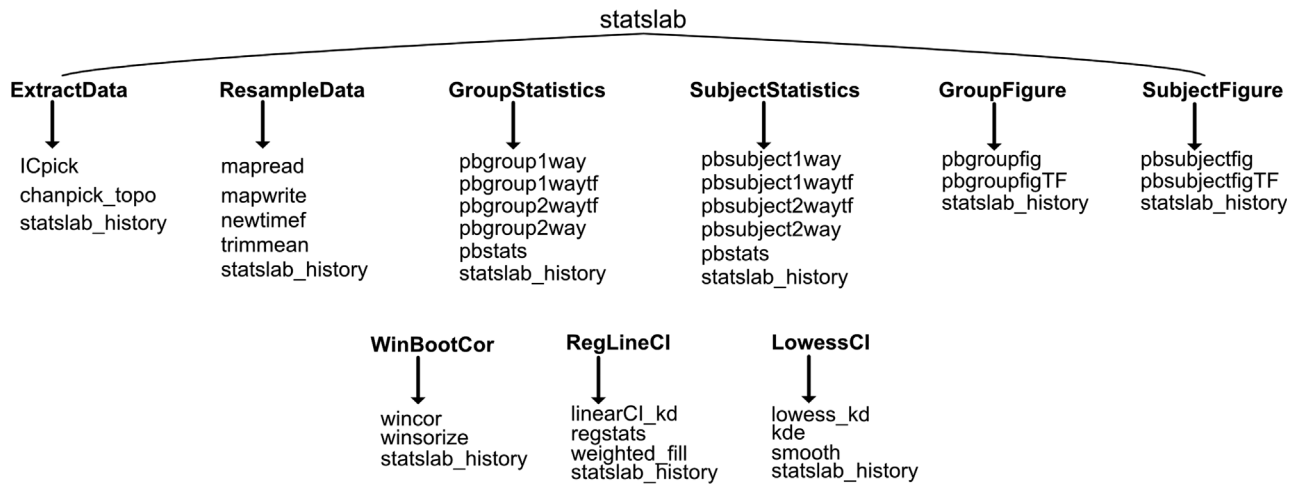 statslab
ExtractData
ICpick
chanpick_topo
statslab_history
ResampleData
mapread
mapwrite
newtimef
trimmean
statslab_history
GroupStatistics
pbgroup1way
pbgroup1waytf
pbgroup2waytf
pbgroup2way
pbstats
statslab_history
SubjectStatistics
pbsubject1way
pbsubject1waytf
pbsubject2waytf
pbsubject2way
pbstats
statslab_history
GroupFigure
pbgroupfig
pbgroupfigTF
statslab_history
SubjectFigure
pbsubjectfig
pbsubjectfigTF
statslab_history
WinBootCor
wincor
winsorize
statslab_history
RegLineCI
linearCI_kd
regstats
weighted_fill
statslab_history
LowessCI
lowess_kd
kde
smooth
statslab_history